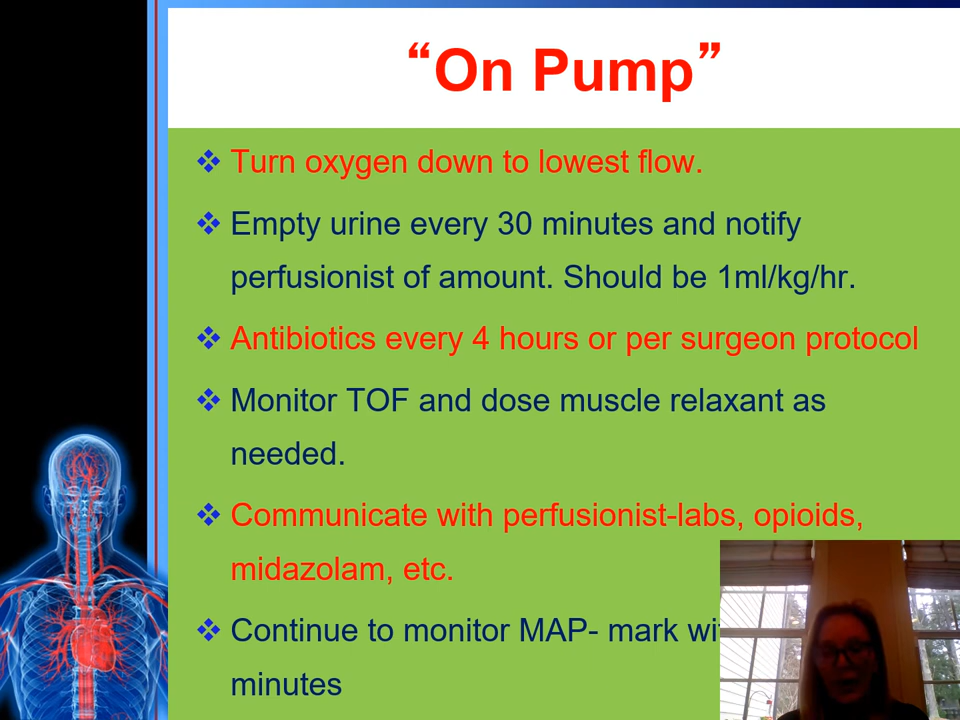 “On Pump”
Turn oxygen down to lowest flow.
Empty urine every 30 minutes and notify
perfusionist of amount. Should be 1ml/kg/hr.
Antibiotics every 4 hours or per surgeon protocol
Monitor TOF and dose muscle relaxant as
needed.
Communicate with perfusionist-labs, opioids,
midazolam, etc.
Continue to monitor MAP- mark
minutes